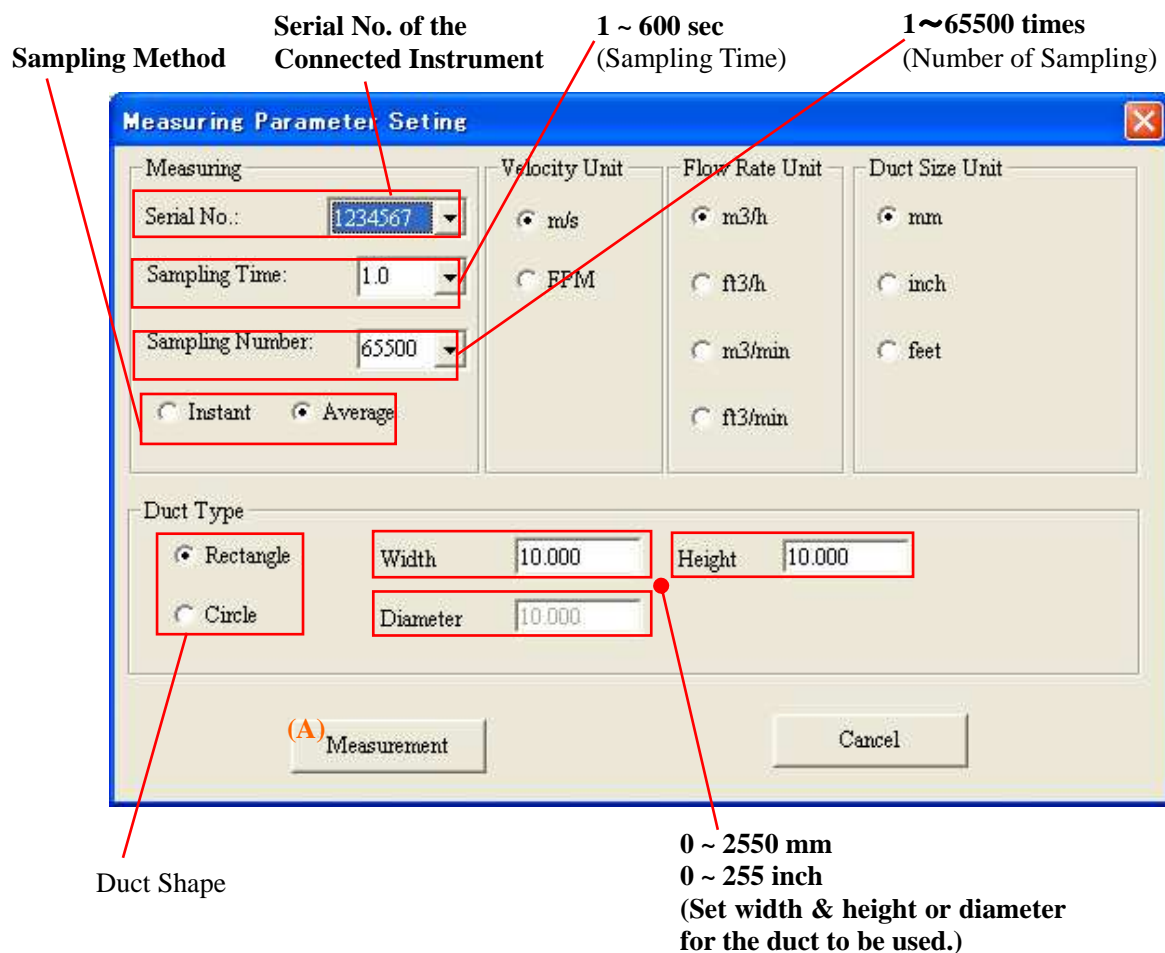 Sampling Method
Serial No. of the
Connected Instrument
1 ~ 600 sec
(Sampling Time)
1～65500 times
(Number of Sampling)
Measuring Parameter Seting
Measuring
Serial No.:
1234567
Sampling Time:
1.0
Sampling Number:
65500
Instant
Average
Velocity Unit
m/s
FPM
Flow Rate Unit
m3/h
ft3/h
m3/min
ft3/min
Duct Size Unit
mm
inch
feet
Duct Type
Rectangle
Circle
Width
10.000
Height
10.000
Diameter
10.000
(A)
Measurement
Cancel
Duct Shape
0 ~ 2550 mm
0 ~ 255 inch
(Set width & height or diameter
for the duct to be used.)